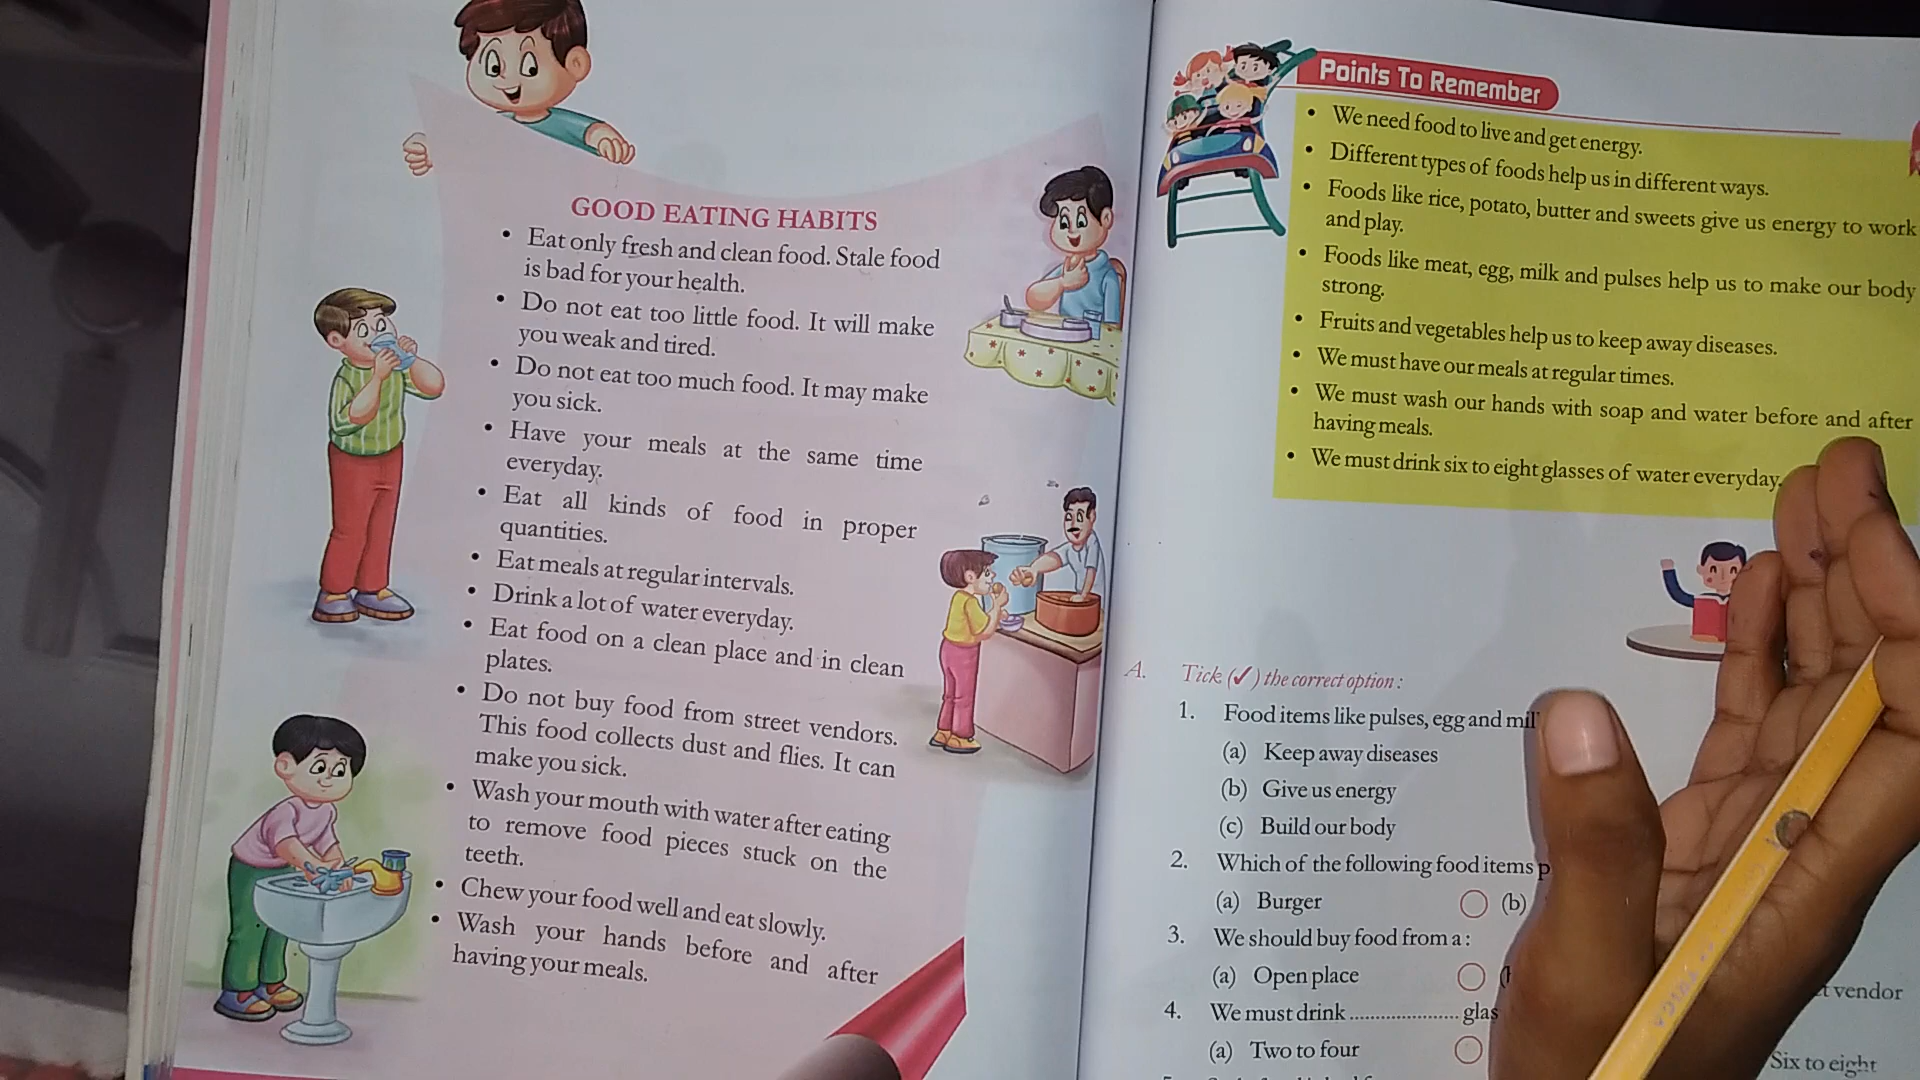 GOOD EATING HABITS
• Eat only fresh and clean food. Stale food
is bad for your health.
• Do not eat too little food. It will make
you weak and tired.
• Do not eat too much food. It may make
you sick.
• Have your meals at the same time
everyday.
• Eat all kinds of food in proper
quantities.
• Eat meals at regular intervals.
• Drink a lot of water everyday.
• Eat food on a clean place and in clean
plates.
• Do not buy food from street vendors.
This food collects dust and flies. It can
make you sick.
• Wash your mouth with water after eating
to remove food pieces stuck on the
teeth.
• Chew your food well and eat slowly.
• Wash your hands before and after
having your meals.
Points To Remember
• We need food to live and get energy.
• Different types of foods help us in different ways.
• Foods like rice, potato, butter and sweets give us energy to work
and play.
• Foods like meat, egg, milk and pulses help us to make our body
strong.
• Fruits and vegetables help us to keep away diseases.
• We must have our meals at regular times.
• We must wash our hands with soap and water before and after
having meals.
• We must drink six to eight glasses of water everyday.
A. Tick (✓) the correct option :
1. Food items like pulses, egg and
(a) Keep away diseases
(b) Give us energy
(c) Build our body
2. Which of the following food items
(a) Burger (b)
3. We should buy food from a :
(a) Open place vendor
4. We must drink ....................
(a) Two to four Six to eight